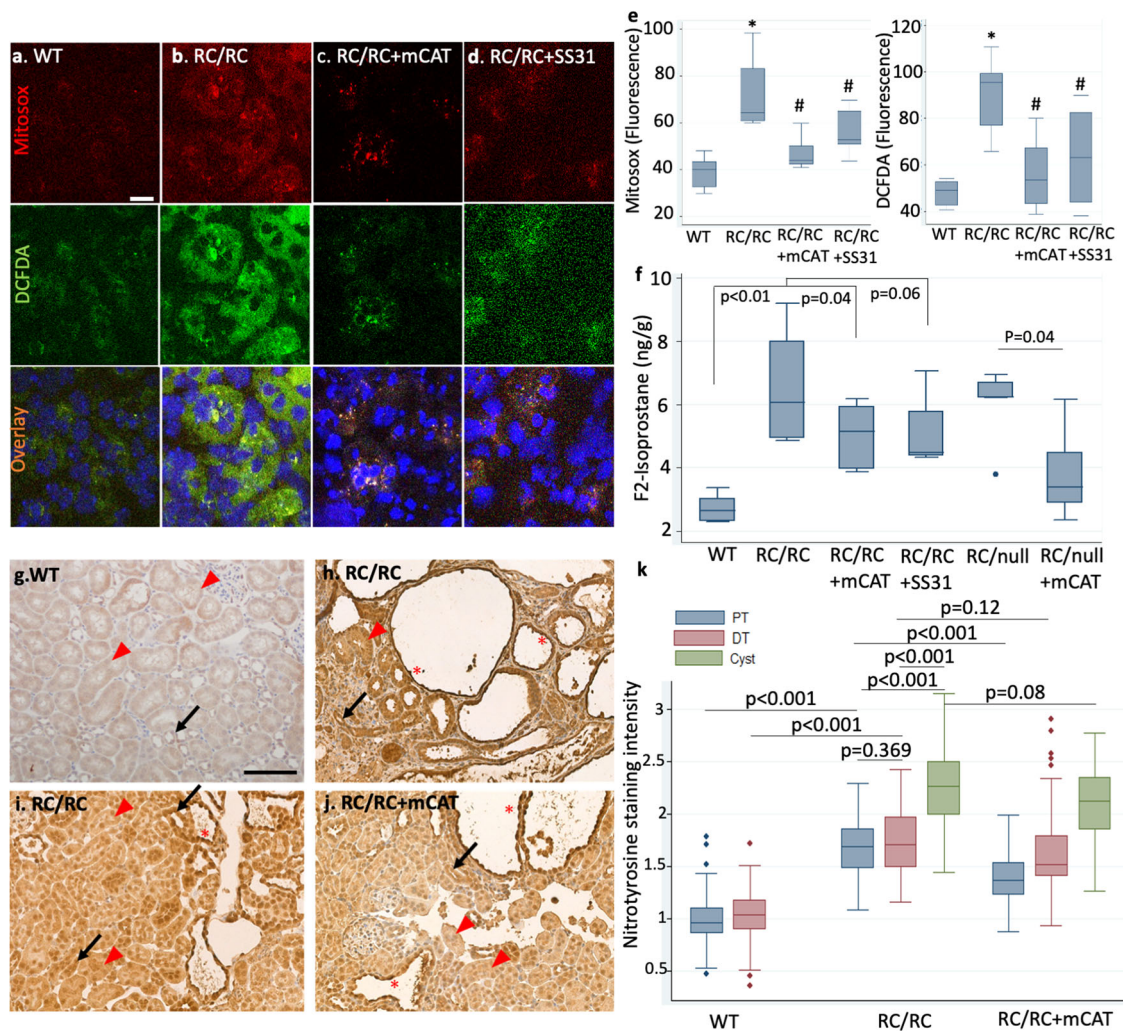 a. WT
b. RC/RC
c. RC/RC+mCAT
d. RC/RC+SS31
Mitosox
DCFDA
Overlay
e
Mitosox (Fluorescence)
100
80
60
40
20
*
#
#
WT
RC/RC
RC/RC
+mCAT
RC/RC
+SS31
DCFDA (Fluorescence)
120
100
80
60
40
*
#
#
WT
RC/RC
RC/RC
+mCAT
RC/RC
+SS31
f
F2-Isoprostane (ng/g)
10
8
6
4
2
p<0.01
p=0.04
p=0.06
P=0.04
WT
RC/RC
RC/RC
+mCAT
RC/RC
+SS31
RC/null
RC/null
+mCAT
g.WT
h. RC/RC
*
*
i. RC/RC
*
j. RC/RC+mCAT
*
*
k
PT
DT
Cyst
p=0.12
p<0.001
p<0.001
p<0.001
p<0.001
p=0.08
p<0.001
p=0.369
Nitrotyrosine staining intensity
3
2.5
2
1.5
1
0.5
WT
RC/RC
RC/RC+mCAT